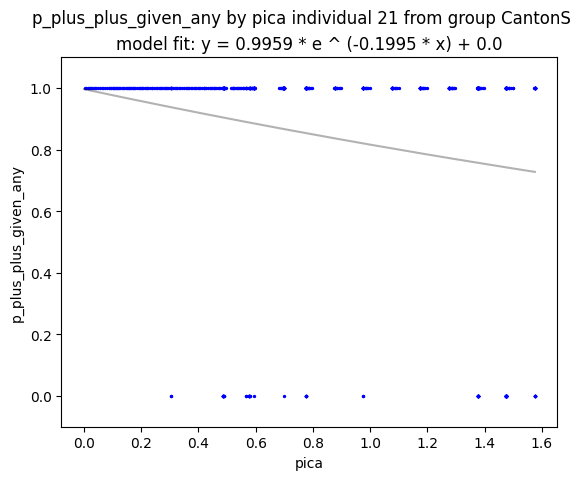 p_plus_plus_given_any by pica individual 21 from group CantonS
model fit: y = 0.9959 * e ^ (-0.1995 * x) + 0.0
1.0
0.8
0.6
0.4
0.2
0.0
p_plus_plus_given_any
0.0 0.2 0.4 0.6 0.8 1.0 1.2 1.4 1.6
pica